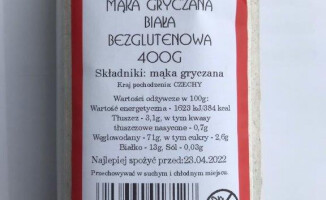 MĄKA GRYCZANA
BIAŁA
BEZGLUTENOWA
400G
Składniki: mąka gryczana
Kraj pochodzenia: CZECHY
Wartości odżywcze w 100g:
Wartość energetyczna - 1623 kJ/384 kcal
Tłuszcz - 3,1g, w tym kwasy
tłuszczowe nasycone - 0,7g
Węglowodany - 71g, w tym cukry - 2,6g
Białko - 13g, Sól - 0,03g
Najlepiej spożyć przed:23.04.2022
Przechowywać w suchym i chłodnym miejscu